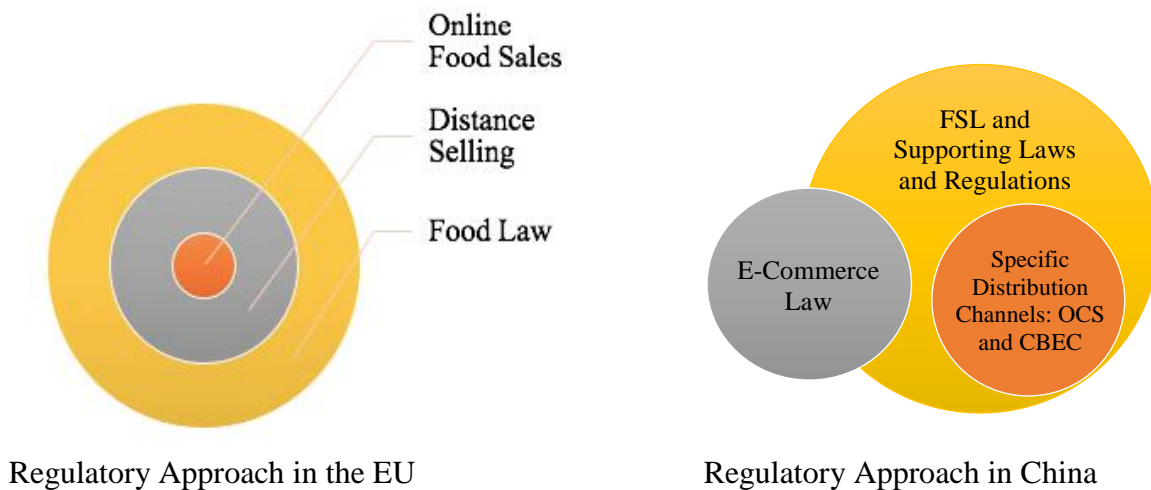 Online
Food Sales
Distance
Selling
Food Law
Regulatory Approach in the EU
FSL and
Supporting Laws
and Regulations
E-Commerce
Law
Specific
Distribution
Channels: OCS
and CBEC
Regulatory Approach in China